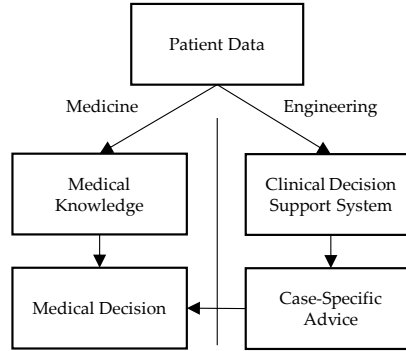 Patient Data
Medicine
Engineering
Medical
Knowledge
Clinical Decision
Support System
Medical Decision
Case-Specific
Advice